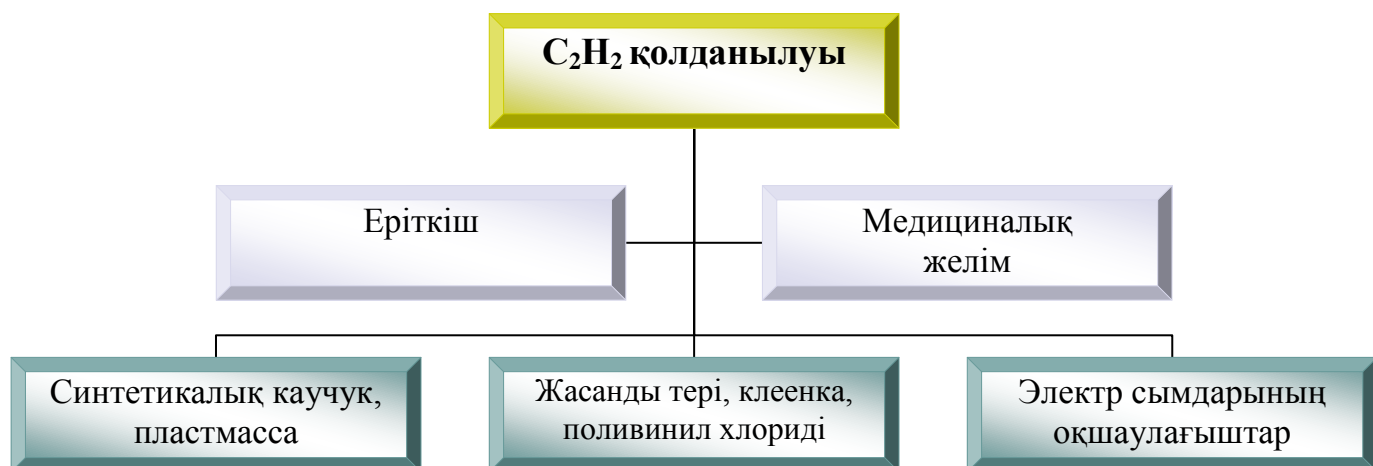 C₂H₂ қолданылуы
Еріткіш
Медициналық
желім
Синтетикалық каучук,
пластмасса
Жасанды тері, клеенка,
поливинил хлориді
Электр сымдарының
оқшаулағыштар